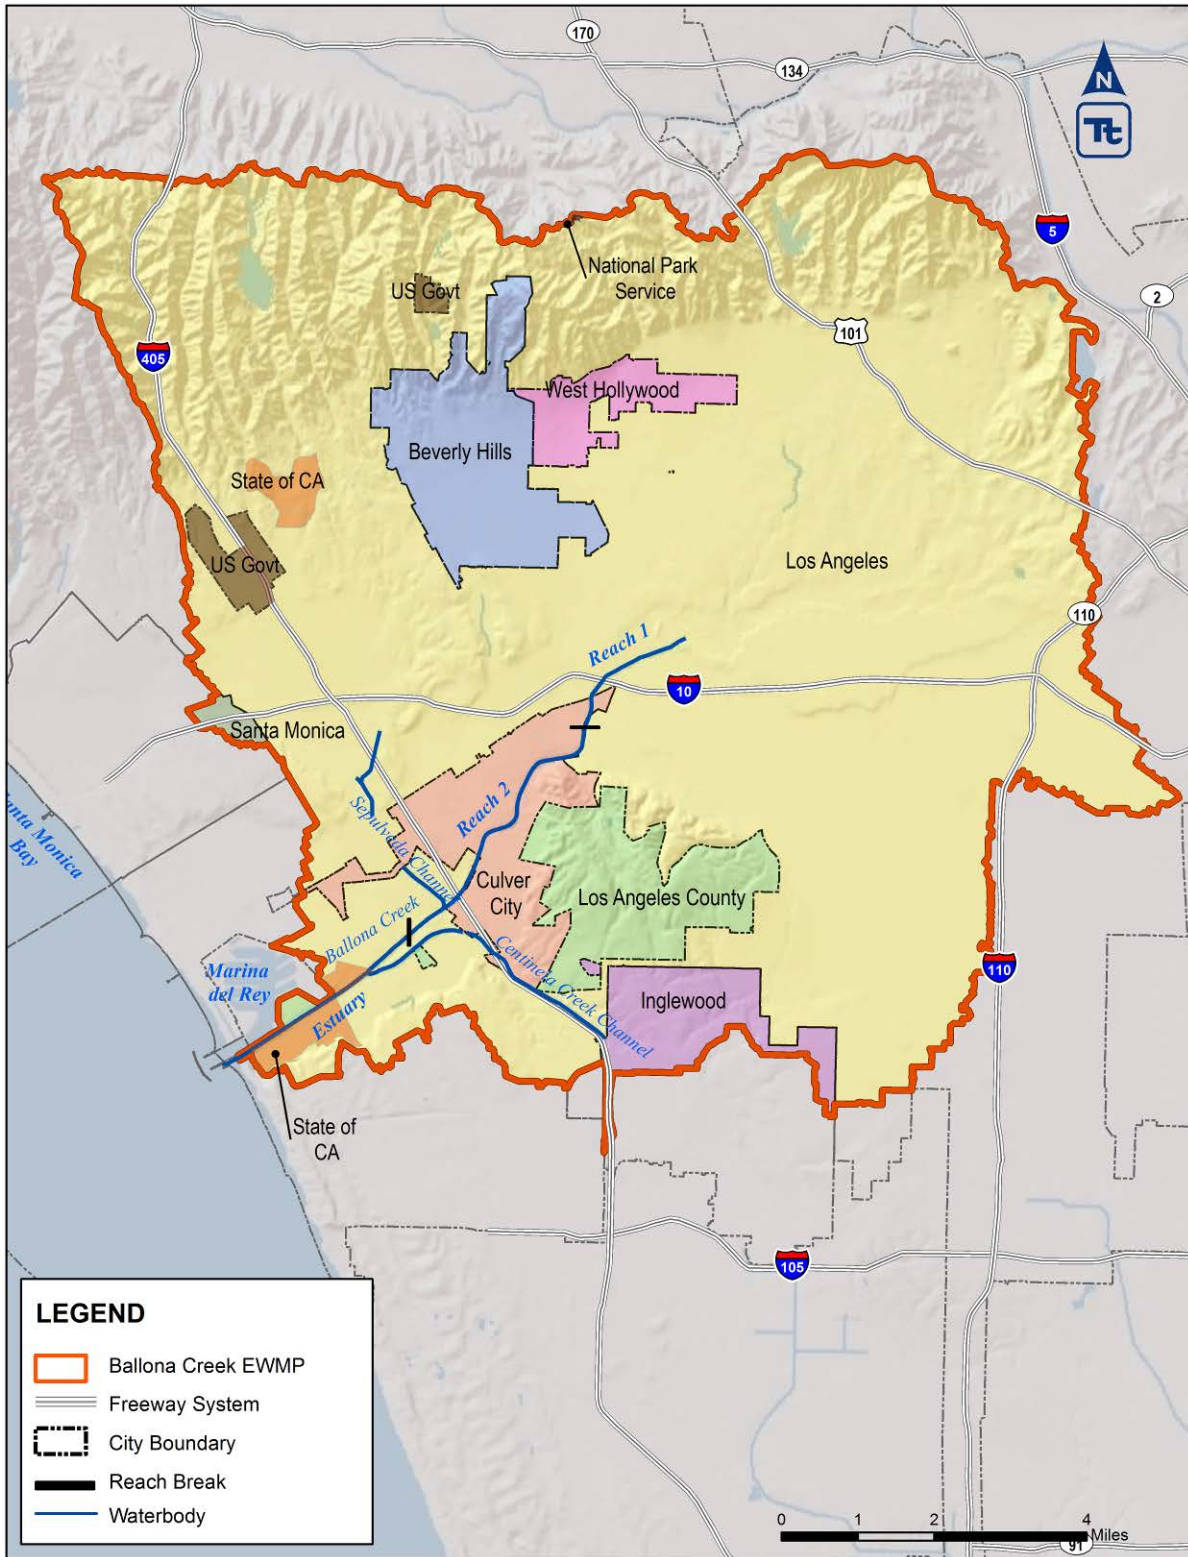 170
134
N
Tt
5
National Park
Service
US Govt
2
101
405
West Hollywood
Beverly Hills
State of CA
US Govt
Los Angeles
110
Reach 1
10
Santa Monica
Reach 2
Sepulveda Channel
anta Monica
Bay
Culver
City
Los Angeles County
Ballona Creek
Centinela Creek Channel
Marina
del Rey
Estuary
110
Inglewood
State of
CA
105
LEGEND
Ballona Creek EWMP
Freeway System
City Boundary
Reach Break
Waterbody
0 1 2 4
Miles
91